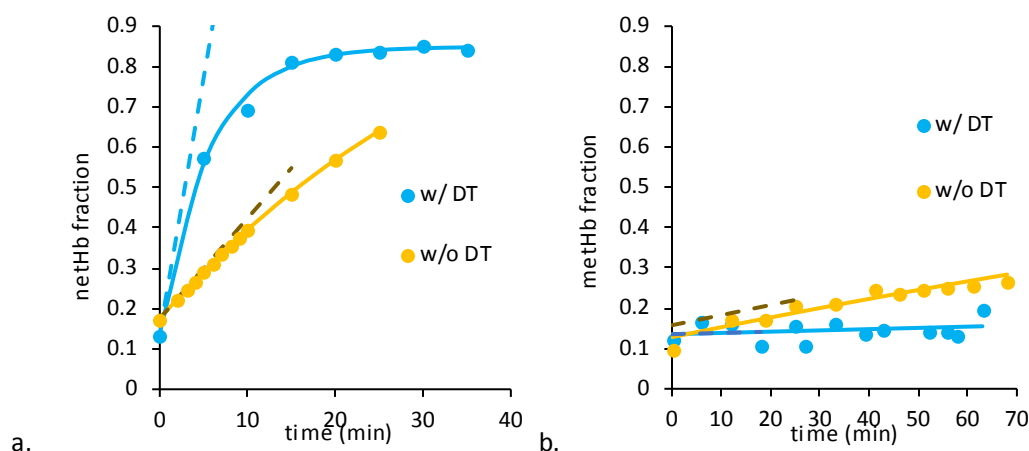 0.9
0.8
0.7
0.6
0.5
0.4
0.3
0.2
0.1
0
netHb fraction
w/ DT
w/o DT
0 10 20 30 40
time (min)
a.
0.9
0.8
0.7
0.6
0.5
0.4
0.3
0.2
0.1
0
metHb fraction
w/ DT
w/o DT
0 10 20 30 40 50 60 70
time (min)
b.